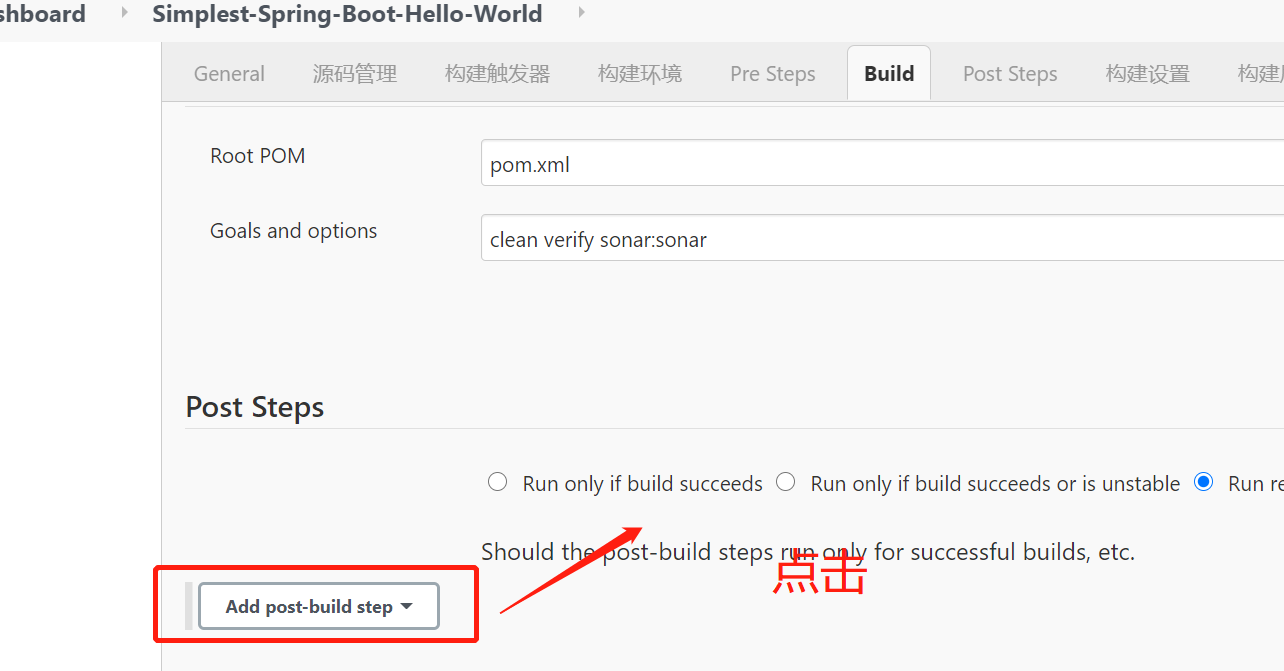 shboard Simplest-Spring-Boot-Hello-World
General 源码管理 构建触发器 构建环境 Pre Steps Build Post Steps 构建设置 构建
Root POM pom.xml
Goals and options clean verify sonar:sonar
Post Steps
Run only if build succeeds Run only if build succeeds or is unstable Run re
Should the post-build steps run only for successful builds, etc.
点击
Add post-build step